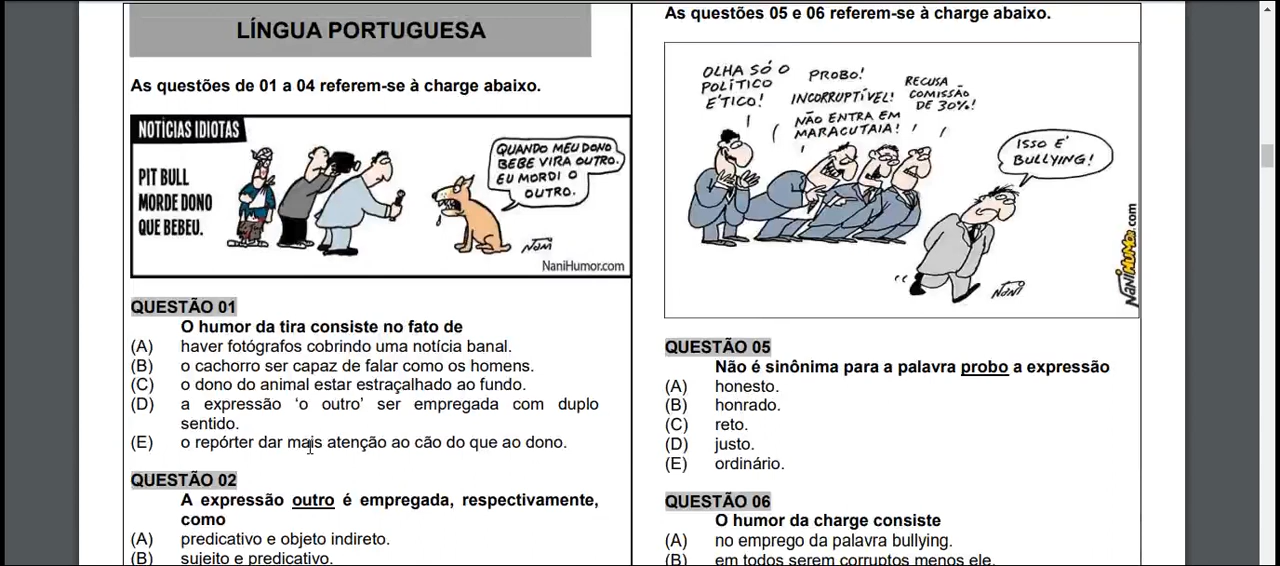 LÍNGUA PORTUGUESA
As questões de 01 a 04 referem-se à charge abaixo.
NOTÍCIAS IDIOTAS
PIT BULL
MORDE DONO
QUE BEBEU.
QUANDO MEU DONO
BEBE VIRA OUTRO.
EU MORDI O
OUTRO.
NANI
NaniHumor.com
QUESTÃO 01
O humor da tira consiste no fato de
(A) haver fotógrafos cobrindo uma notícia banal.
(B) o cachorro ser capaz de falar como os homens.
(C) o dono do animal estar estraçalhado ao fundo.
(D) a expressão ‘o outro’ ser empregada com duplo
sentido.
(E) o repórter dar mais atenção ao cão do que ao dono.
QUESTÃO 02
A expressão outro é empregada, respectivamente,
como
(A) predicativo e objeto indireto.
(B) sujeito e predicativo.
As questões 05 e 06 referem-se à charge abaixo.
OLHA SÓ O
POLÍTICO
ÉTICO!
PROBO!
INCORRUPTÍVEL!
NÃO ENTRA EM
MARACUTAIA!
RECUSA
COMISSÃO
DE 30%!
ISSO É
BULLYING!
NANI
NANIHUMOR.com
QUESTÃO 05
Não é sinônima para a palavra probo a expressão
(A) honesto.
(B) honrado.
(C) reto.
(D) justo.
(E) ordinário.
QUESTÃO 06
O humor da charge consiste
(A) no emprego da palavra bullying.
(B) em todos serem corruptos menos ele.